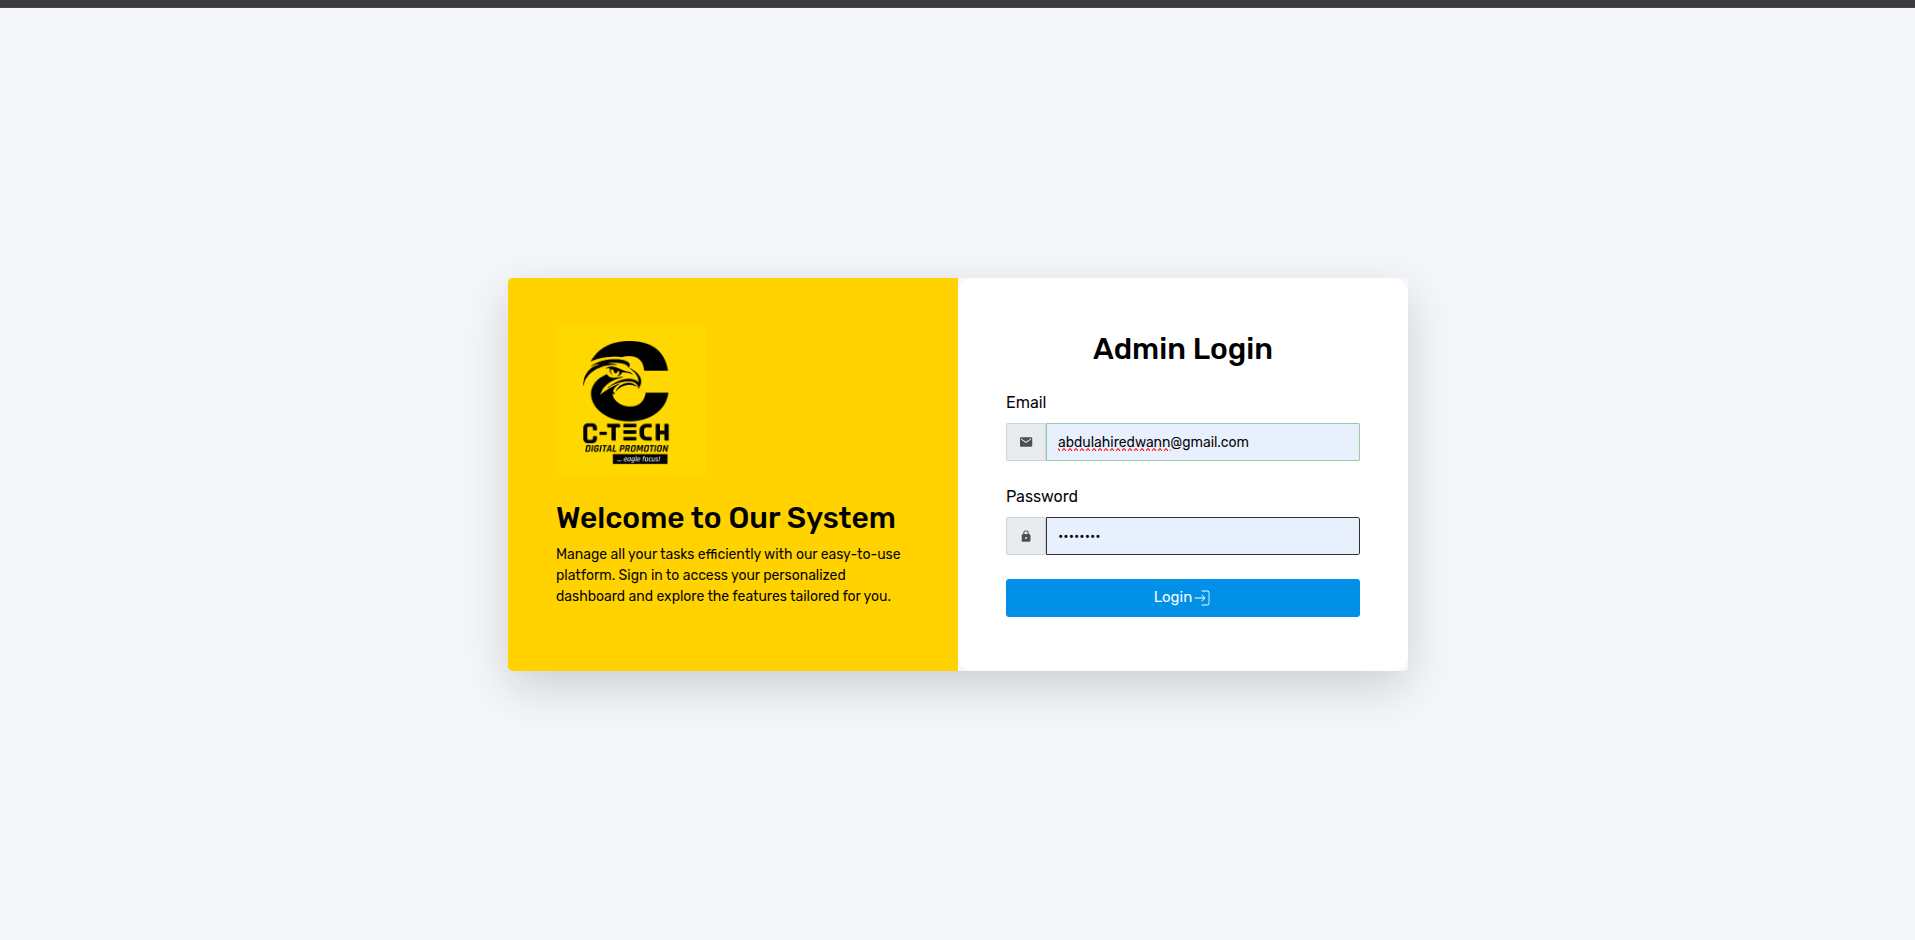 C-TECH
DIGITAL PROMOTION
... eagle focus!
Welcome to Our System
Manage all your tasks efficiently with our easy-to-use
platform. Sign in to access your personalized
dashboard and explore the features tailored for you.
Admin Login
Email
abdulahiredwann@gmail.com
Password
••••••••
Login